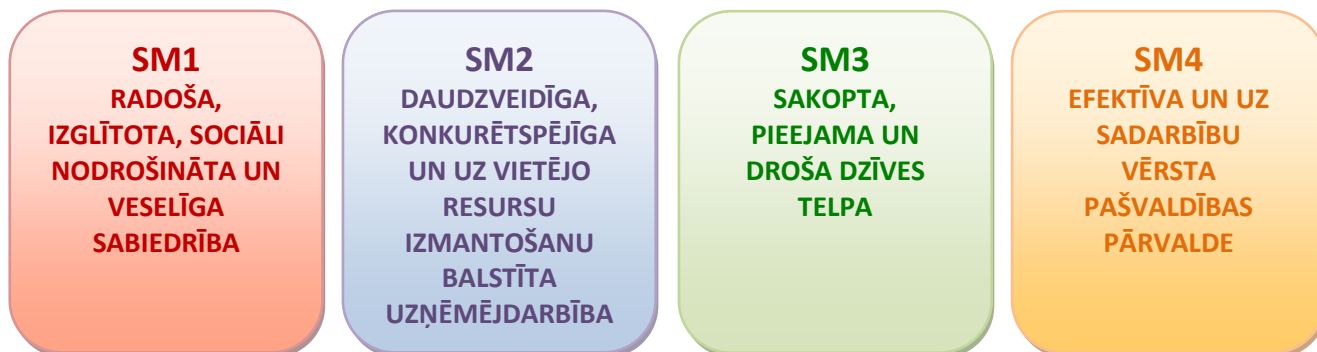 SM1
RADOŠA,
IZGLĪTOTA, SOCIĀLI
NODROŠINĀTA UN
VESELĪGA
SABIEDRĪBA
SM2
DAUDZVEIDĪGA,
KONKURĒTSPĒJĪGA
UN UZ VIETĒJO
RESURSU
IZMANTOŠANU
BALSTĪTA
UZŅĒMĒJDARBĪBA
SM3
SAKOPTA,
PIEEJAMA UN
DROŠA DZĪVES
TELPA
SM4
EFEKTĪVA UN UZ
SADARBĪBU
VĒRSTA
PAŠVALDĪBAS
PĀRVALDE